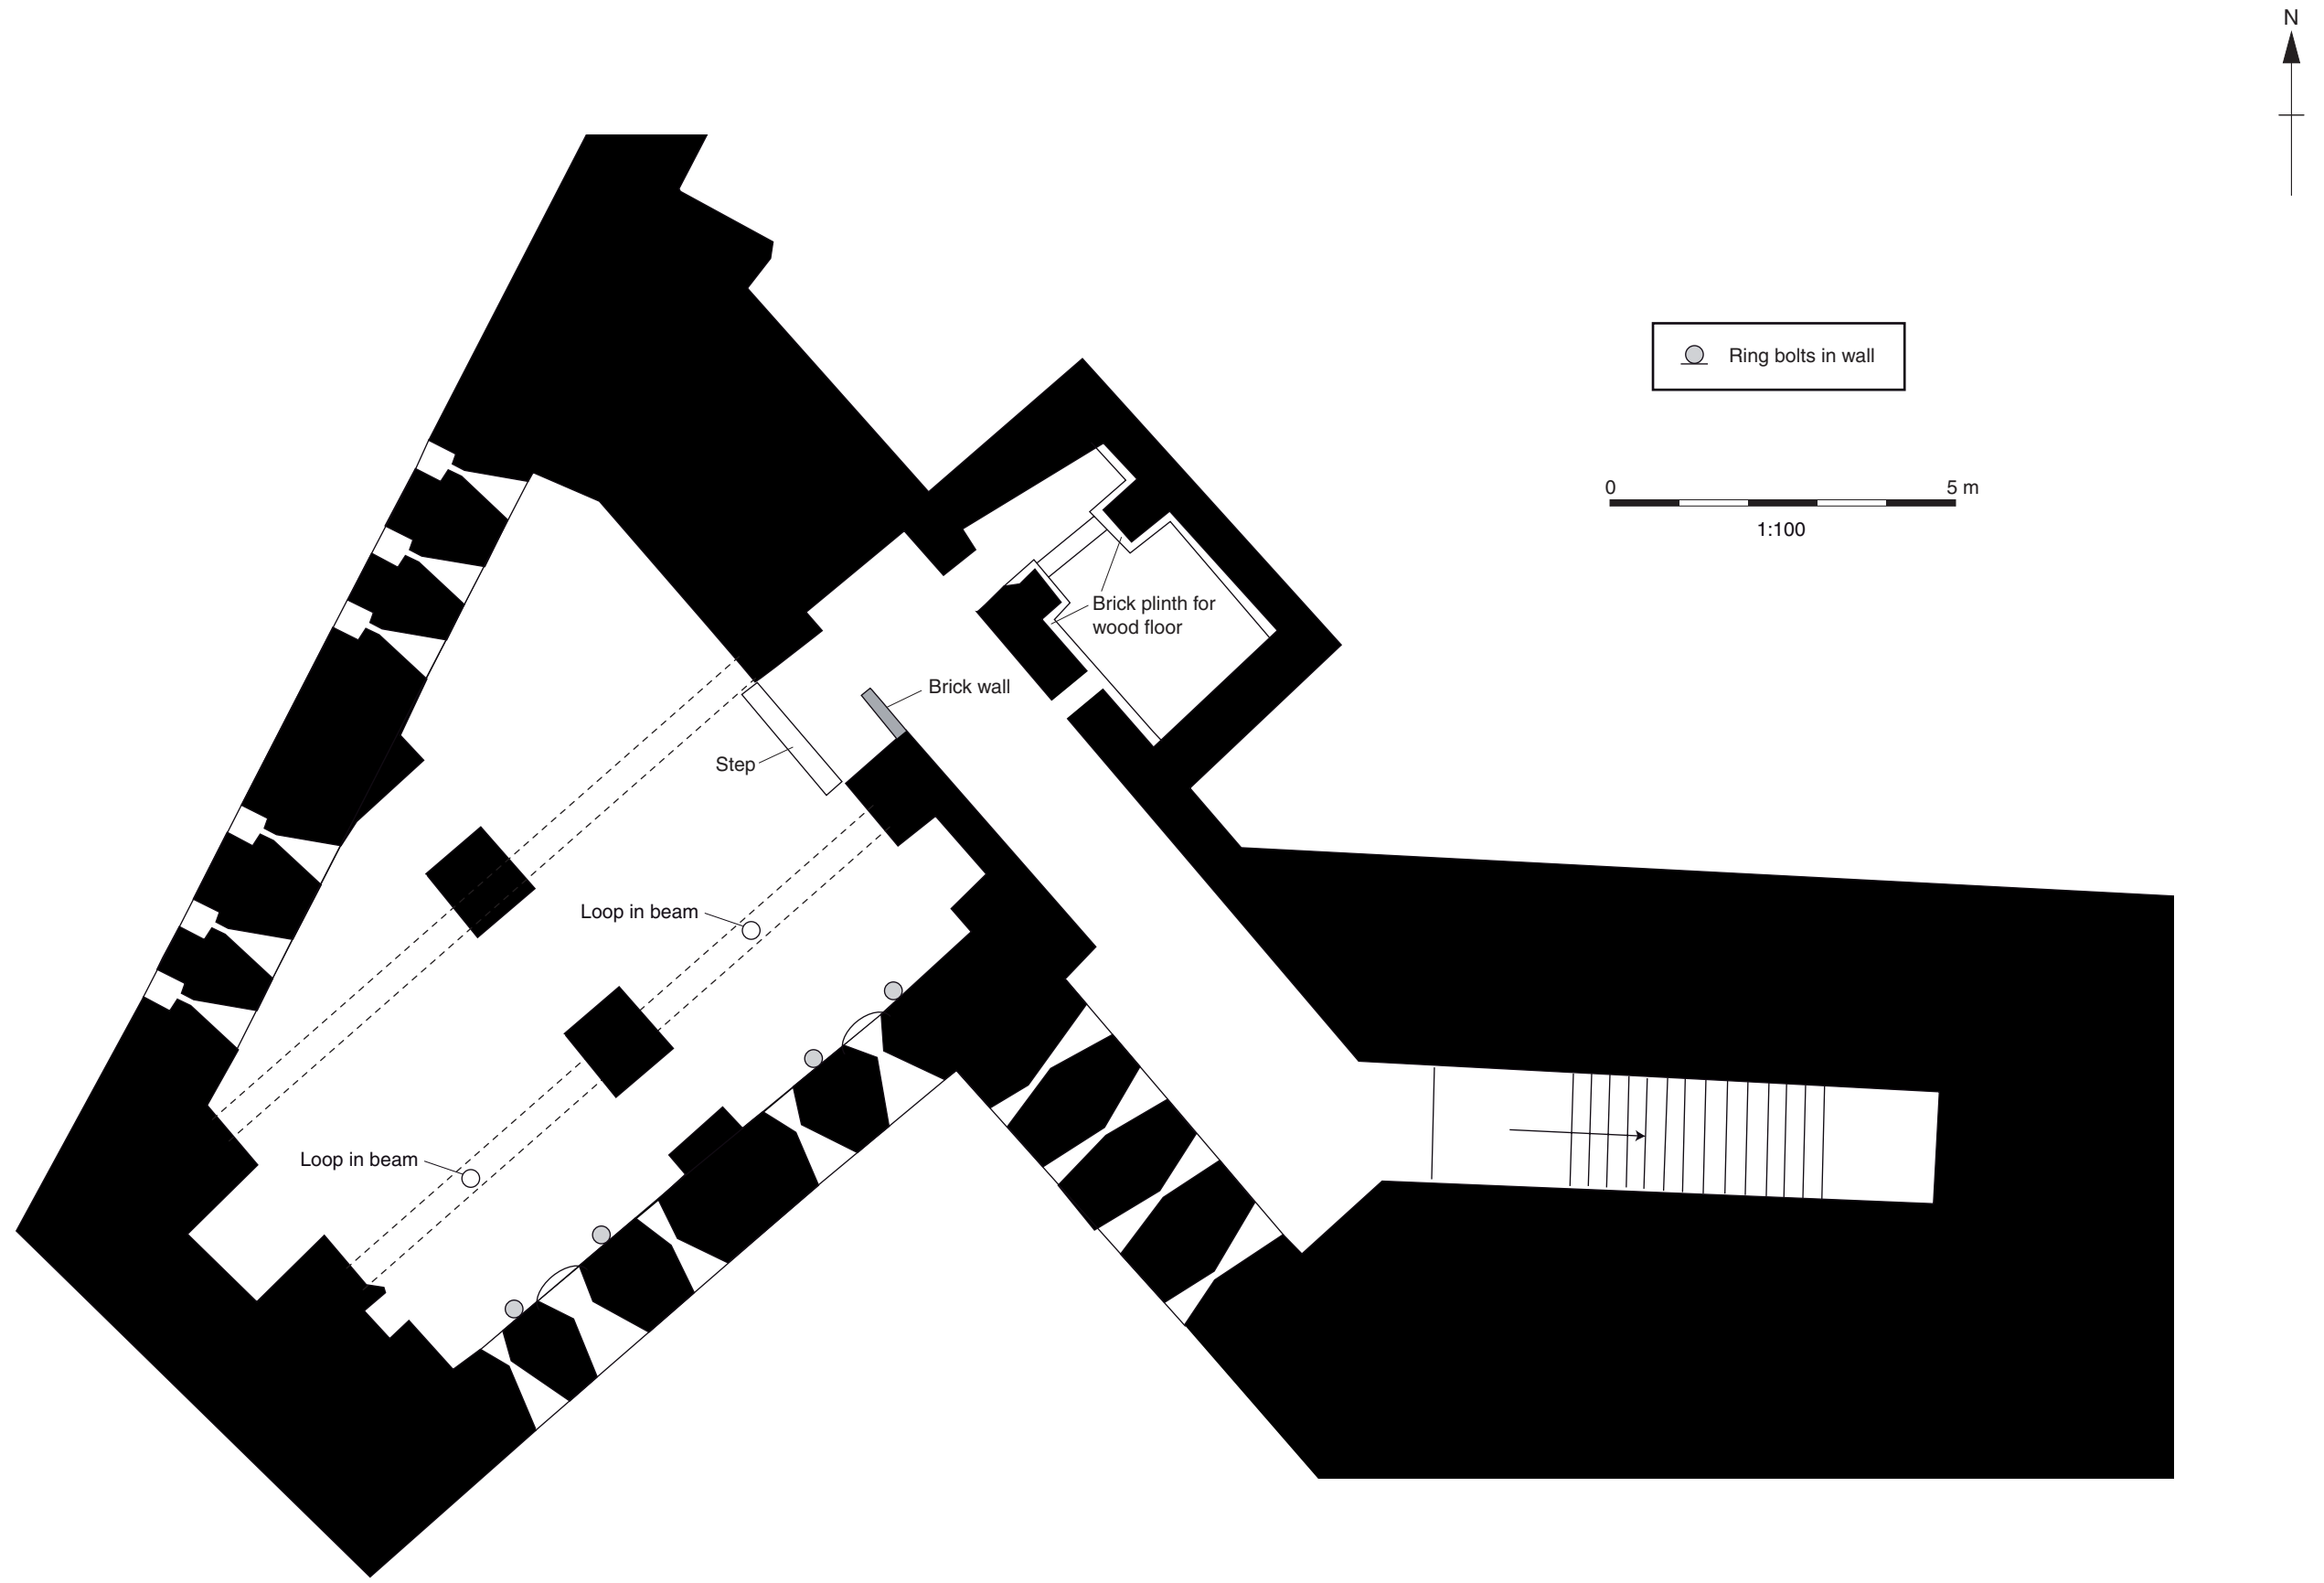 N
Ring bolts in wall
0 5 m
1:100
Brick plinth for
wood floor
Brick wall
Step
Loop in beam
Loop in beam